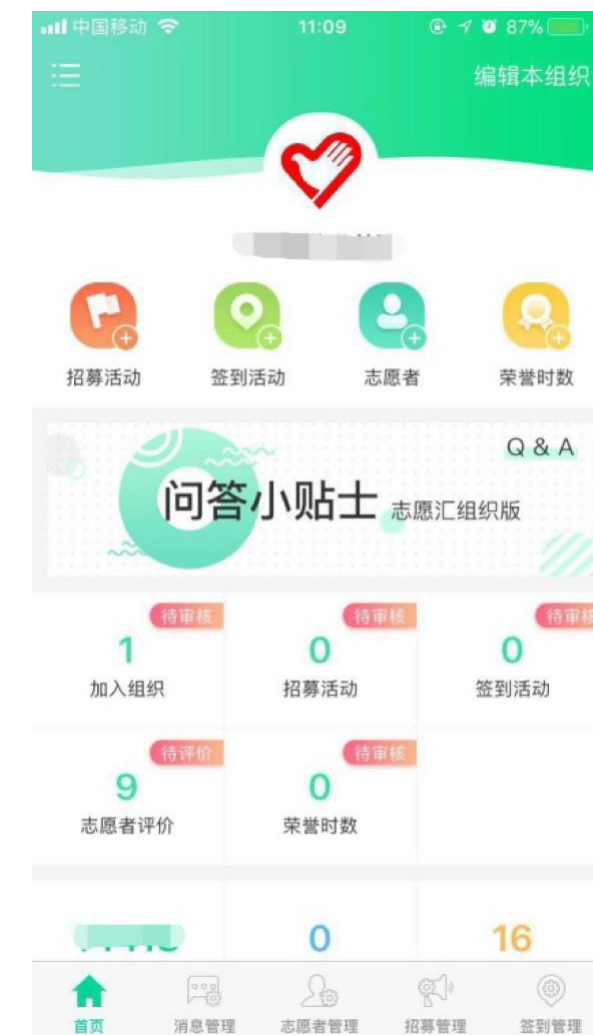 中国移动 11:09 87%
编辑本组织
招募活动 签到活动 志愿者 荣誉时数
Q & A
问答小贴士 志愿汇组织版
待审核 待审核 待审核
1 0 0
加入组织 招募活动 签到活动
待评价 待审核
9 0
志愿者评价 荣誉时数
0 16
首页 消息管理 志愿者管理 招募管理 签到管理